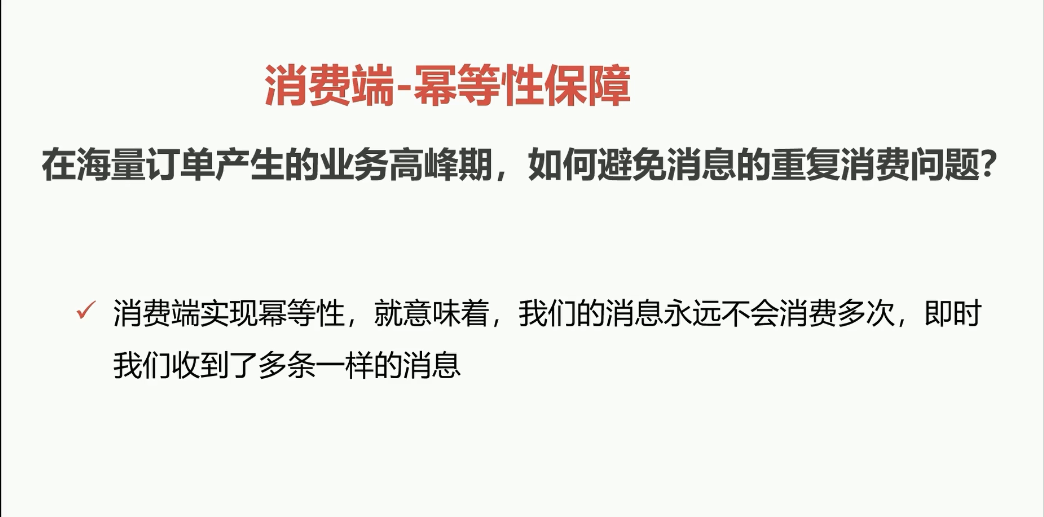 消费端-幂等性保障
在海量订单产生的业务高峰期，如何避免消息的重复消费问题?
消费端实现幂等性，就意味着，我们的消息永远不会消费多次，即时
我们收到了多条一样的消息